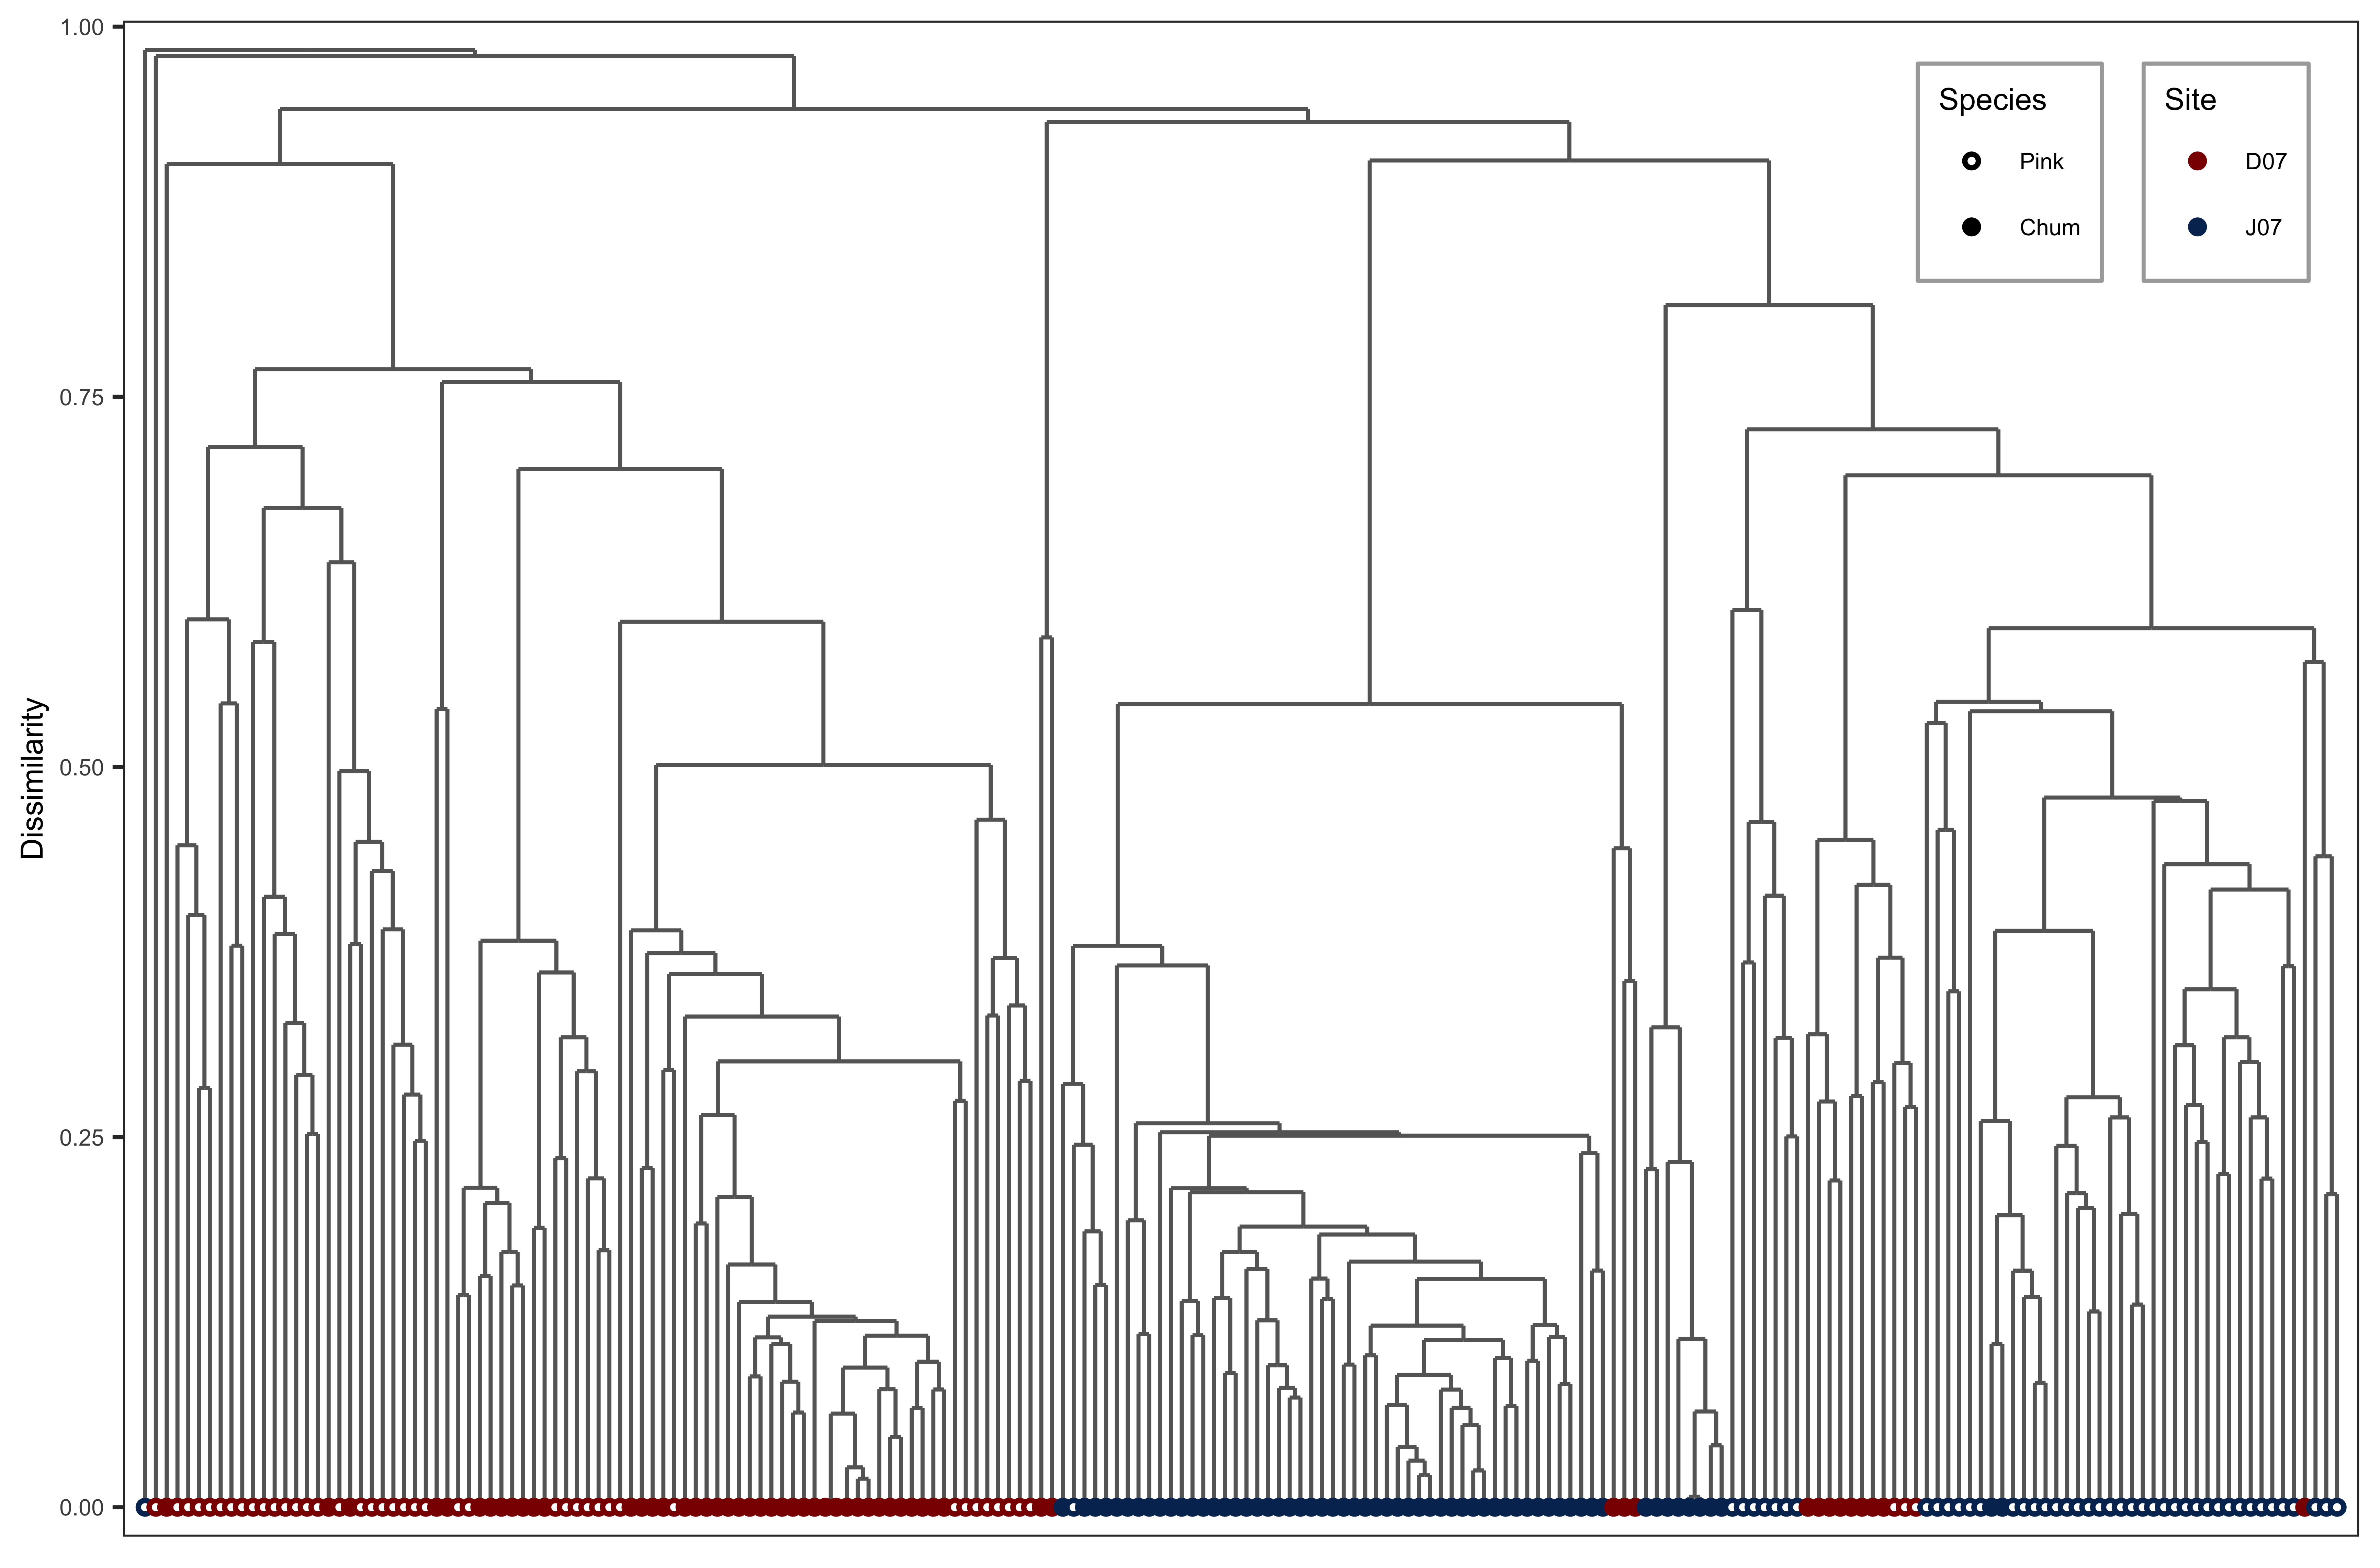 1.00
0.75
0.50
0.25
0.00
Dissimilarity
Species
Pink
Chum
Site
D07
J07